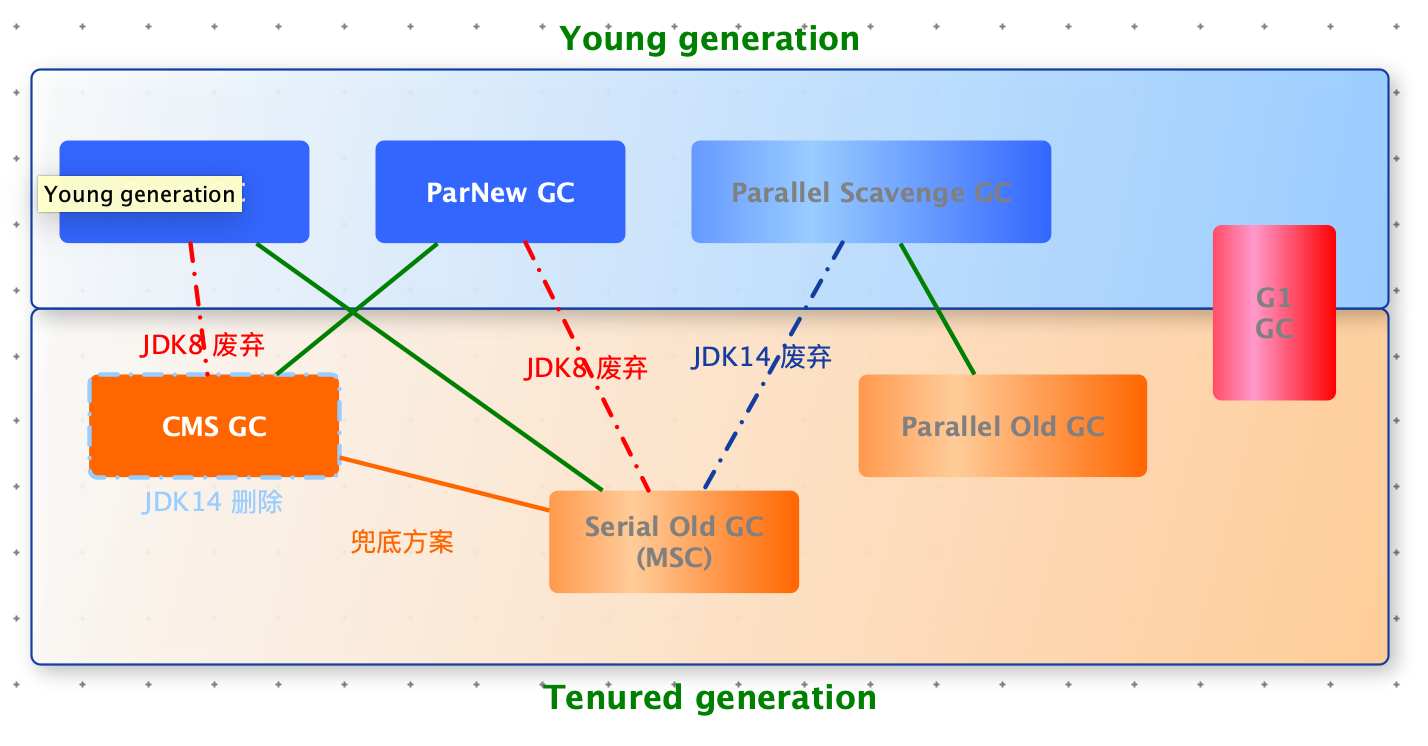 Young generation
Young generation
ParNew GC
Parallel Scavenge GC
G1
GC
JDK8 废弃
JDK8 废弃
JDK14 废弃
CMS GC
Parallel Old GC
JDK14 删除
兜底方案
Serial Old GC
(MSC)
Tenured generation